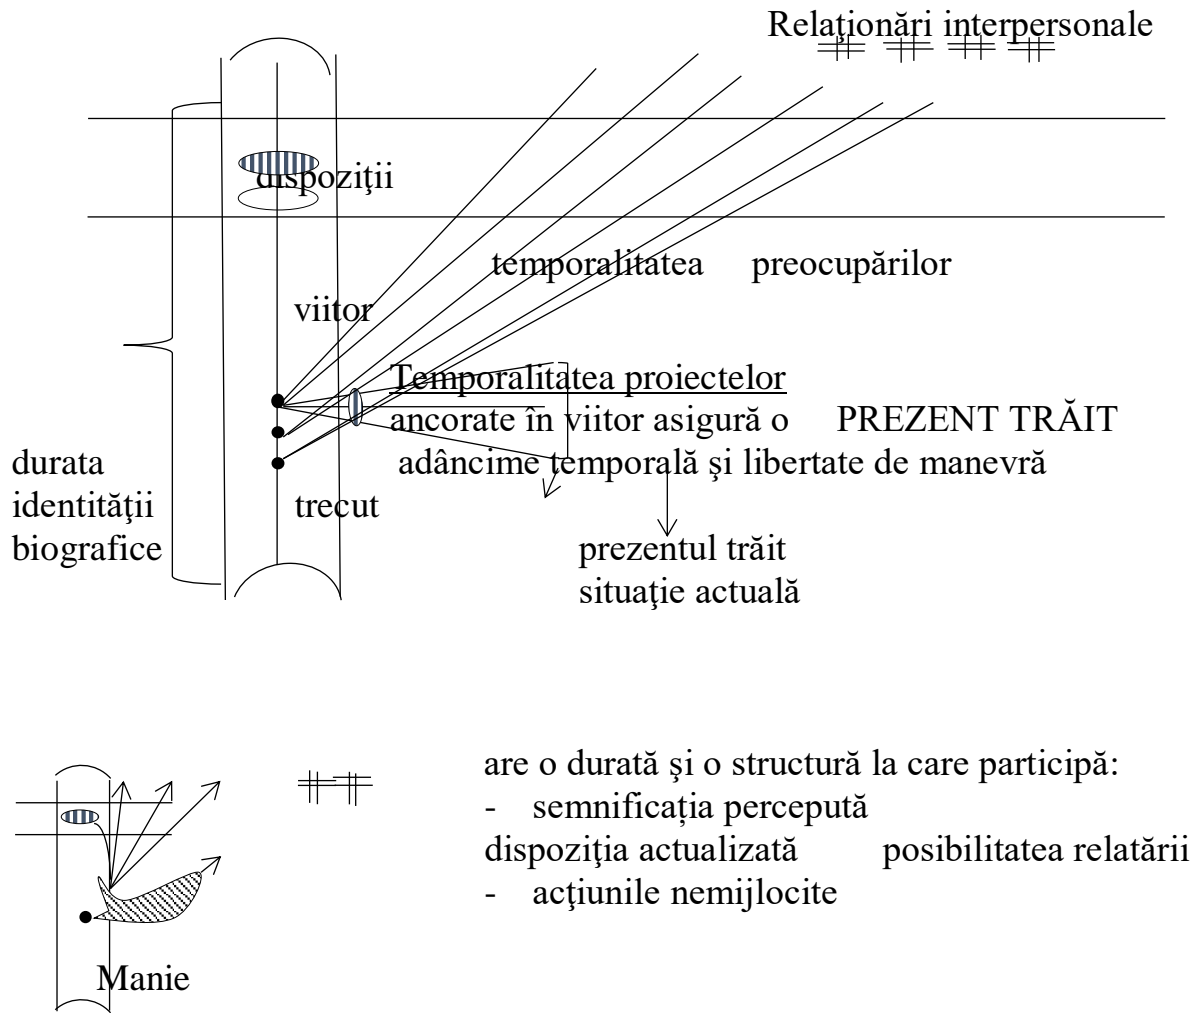 Relaţionări interpersonale
dispoziţii
temporalitatea preocupărilor
viitor
Temporalitatea proiectelor
ancorate în viitor asigură o PREZENT TRĂIT
adâncime temporală şi libertate de manevră
durata
identităţii
biografice
trecut
prezentul trăit
situaţie actuală
are o durată şi o structură la care participă:
- semnificația percepută
dispoziţia actualizată posibilitatea relatării
- acţiunile nemijlocite
Manie